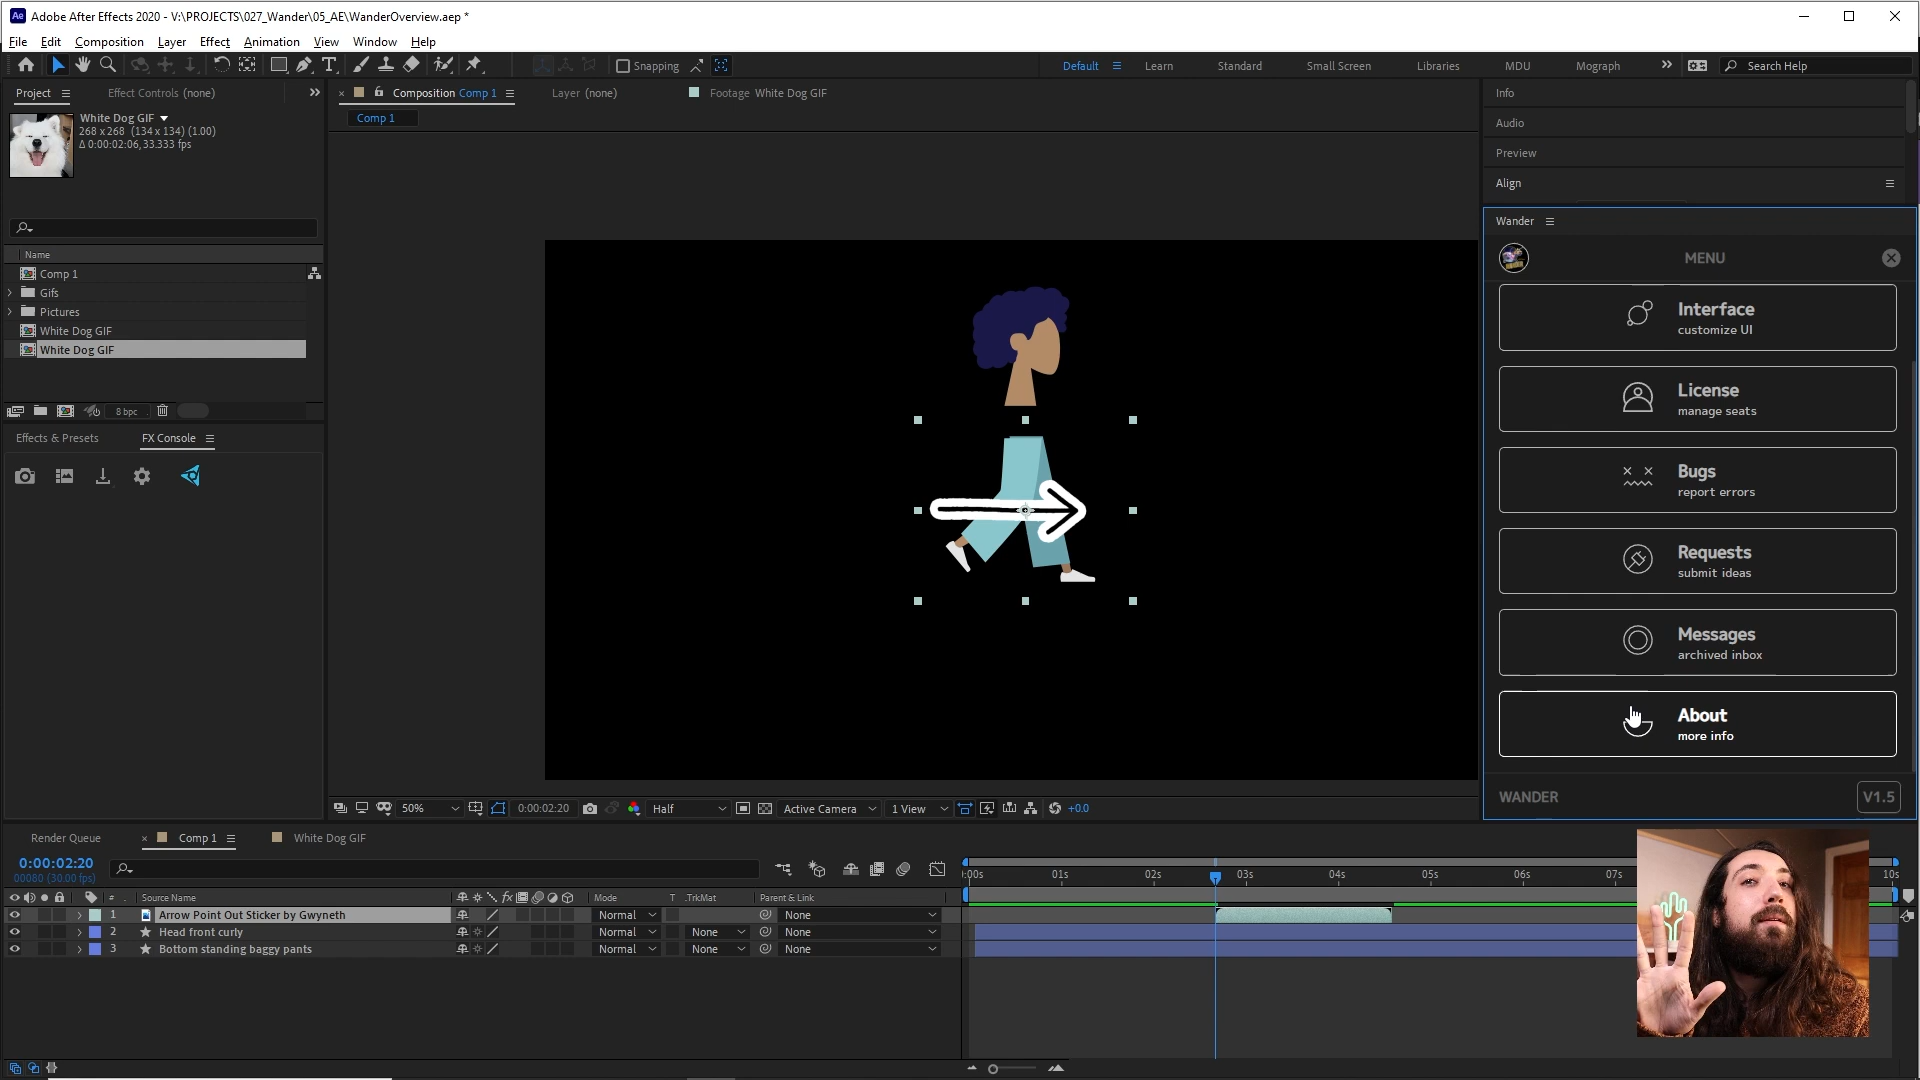 Ae Adobe After Effects 2020 - V:\PROJECTS\027_Wander\05_AE\WanderOverview.aep *
File Edit Composition Layer Effect Animation View Window Help
Snapping Default Learn Standard Small Screen Libraries MDU Mograph Search Help
Project Effect Controls (none)
Composition Comp 1 Layer (none) Footage White Dog GIF
Comp 1
White Dog GIF
268 x 268 (134 x 134) (1.00)
Δ 0:00:02:06, 33.333 fps
Name
Comp 1
Gifs
Pictures
White Dog GIF
White Dog GIF
8 bpc
Effects & Presets FX Console
Info
Audio
Preview
Align
Wander
MENU
Interface
customize UI
License
manage seats
Bugs
report errors
Requests
submit ideas
Messages
archived inbox
About
more info
WANDER V1.5
50% 0:00:02:20 Half Active Camera 1 View +0.0
Render Queue Comp 1 White Dog GIF
0:00:02:20
00080 (30.00 fps)
:00s 01s 02s 03s 04s 05s 06s 07s 10s
# Source Name fx Mode T .TrkMat Parent & Link
1 Arrow Point Out Sticker by Gwyneth Normal None
2 Head front curly Normal None None
3 Bottom standing baggy pants Normal None None